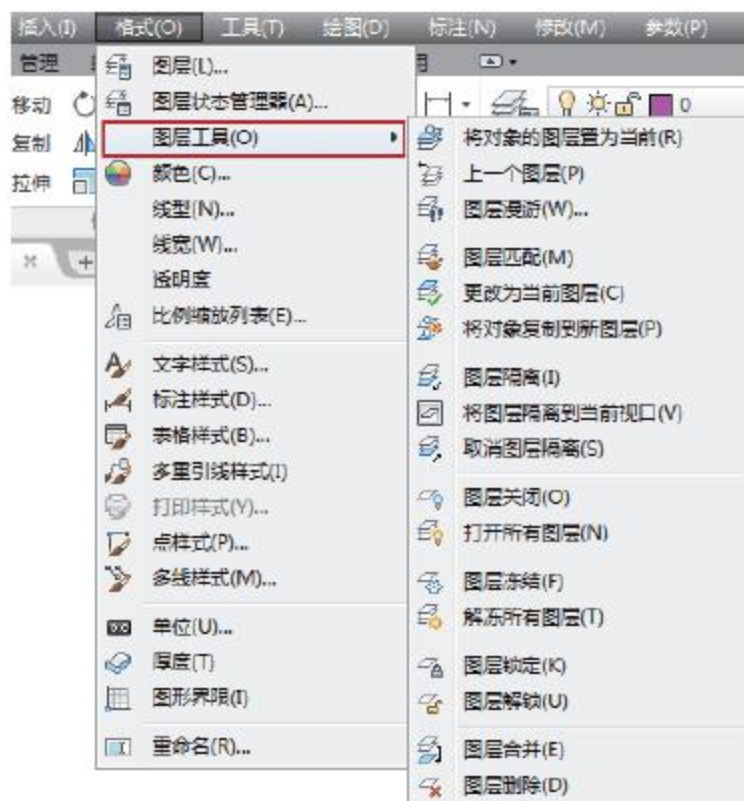 插入(I) 格式(O) 工具(T) 绘图(D) 标注(N) 修改(M) 参数(P)
管理
移动
复制
拉伸
0
图层(L)...
图层状态管理器(A)...
图层工具(O)
颜色(C)...
线型(N)...
线宽(W)...
透明度
比例缩放列表(E)...
文字样式(S)...
标注样式(D)...
表格样式(B)...
多重引线样式(I)
打印样式(Y)...
点样式(P)...
多线样式(M)...
单位(U)...
厚度(T)
图形界限(I)
重命名(R)...
将对象的图层置为当前(R)
上一个图层(P)
图层漫游(W)...
图层匹配(M)
更改为当前图层(C)
将对象复制到新图层(P)
图层隔离(I)
将图层隔离到当前视口(V)
取消图层隔离(S)
图层关闭(O)
打开所有图层(N)
图层冻结(F)
解冻所有图层(T)
图层锁定(K)
图层解锁(U)
图层合并(E)
图层删除(D)